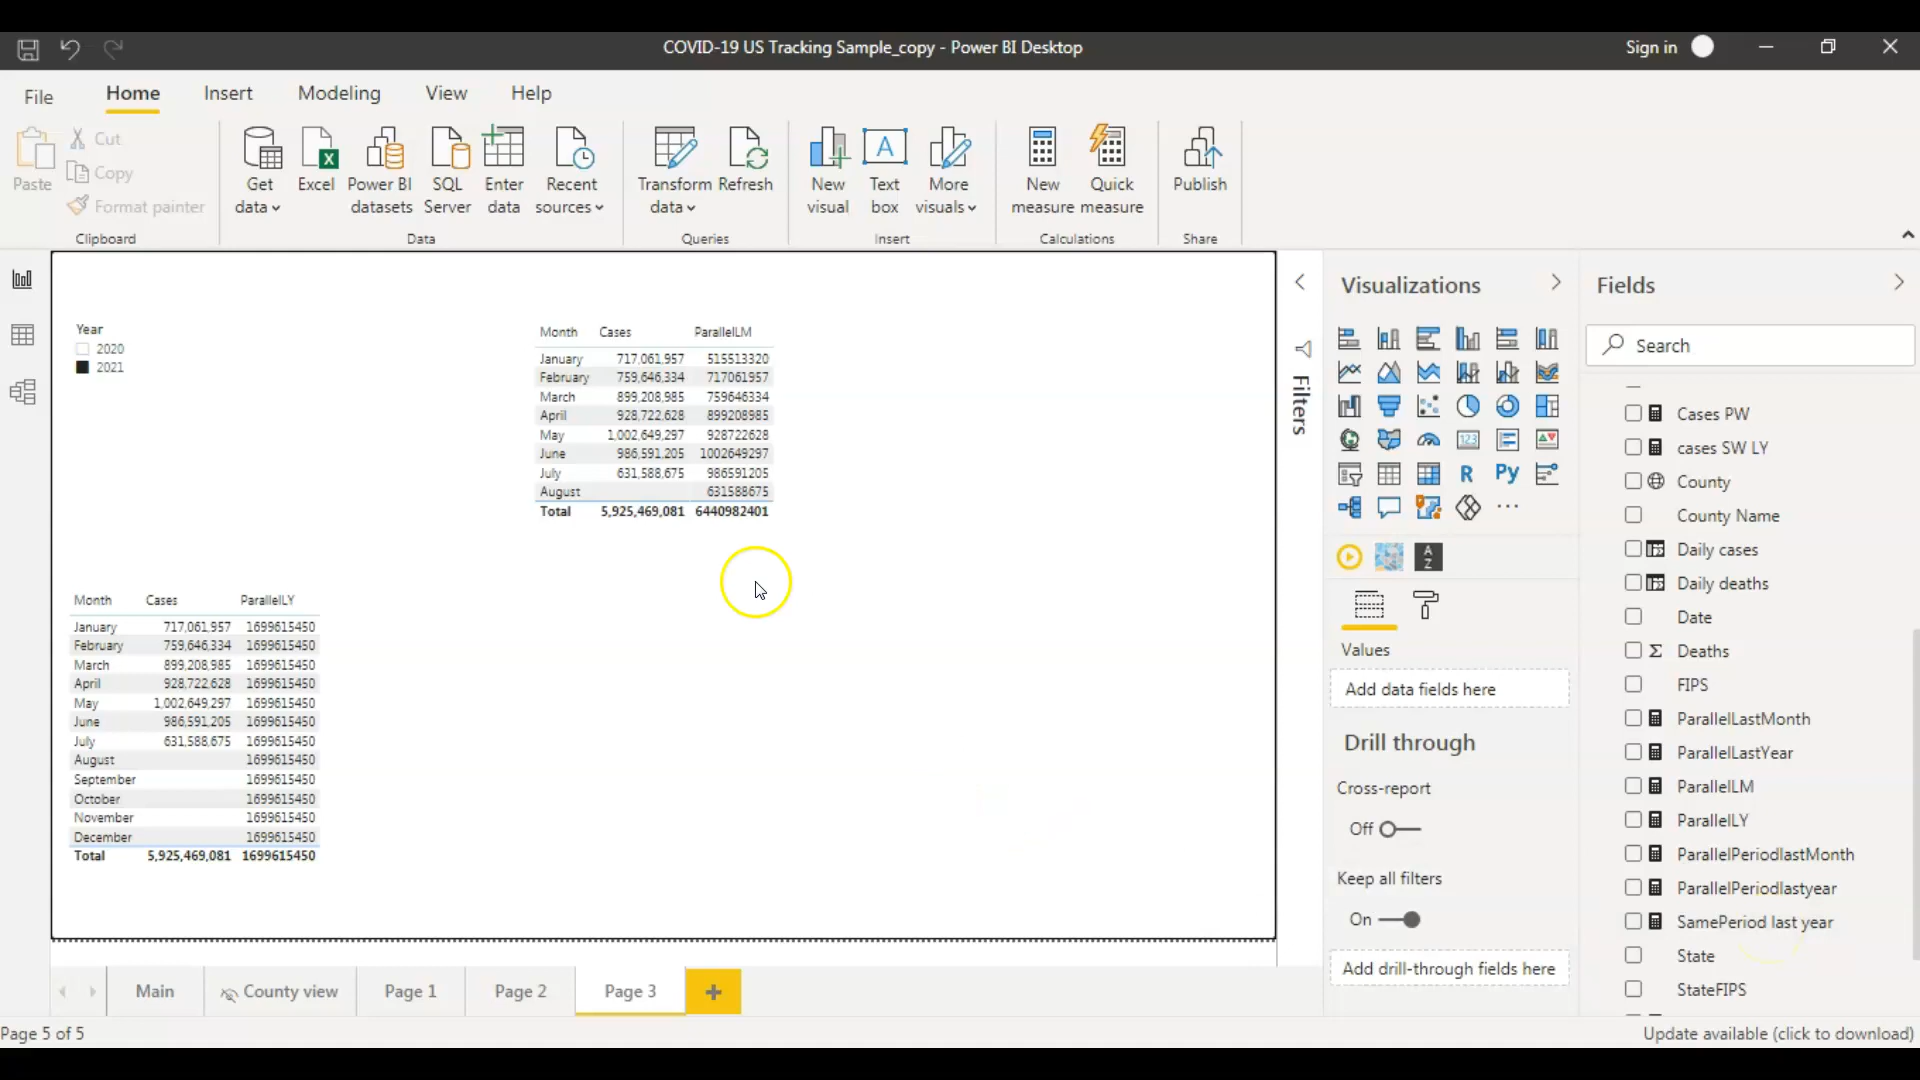 COVID-19 US Tracking Sample_copy - Power BI Desktop
Sign in
File Home Insert Modeling View Help
Paste
Cut
Copy
Format painter
Clipboard
Get data
Excel
Power BI datasets
SQL Server
Enter data
Recent sources
Data
Transform data
Refresh
Queries
New visual
Text box
More visuals
Insert
New measure
Quick measure
Calculations
Publish
Share
Year
2020
2021
Month Cases ParallelLM
January 717,061,957 515513320
February 759,646,334 717061957
March 899,208,985 759646334
April 928,722,628 899208985
May 1,002,649,297 928722628
June 986,591,205 1002649297
July 631,588,675 986591205
August 631588675
Total 5,925,469,081 6440982401
Month Cases ParallelLY
January 717,061,957 1699615450
February 759,646,334 1699615450
March 899,208,985 1699615450
April 928,722,628 1699615450
May 1,002,649,297 1699615450
June 986,591,205 1699615450
July 631,588,675 1699615450
August 1699615450
September 1699615450
October 1699615450
November 1699615450
December 1699615450
Total 5,925,469,081 1699615450
Filters
Visualizations
R Py
Values
Add data fields here
Drill through
Cross-report
Off
Keep all filters
On
Add drill-through fields here
Fields
Search
Cases PW
cases SW LY
County
County Name
Daily cases
Daily deaths
Date
Deaths
FIPS
ParallelLastMonth
ParallelLastYear
ParallelLM
ParallelLY
ParallelPeriodlastMonth
ParallelPeriodlastyear
SamePeriod last year
State
StateFIPS
Main County view Page 1 Page 2 Page 3
Page 5 of 5
Update available (click to download)